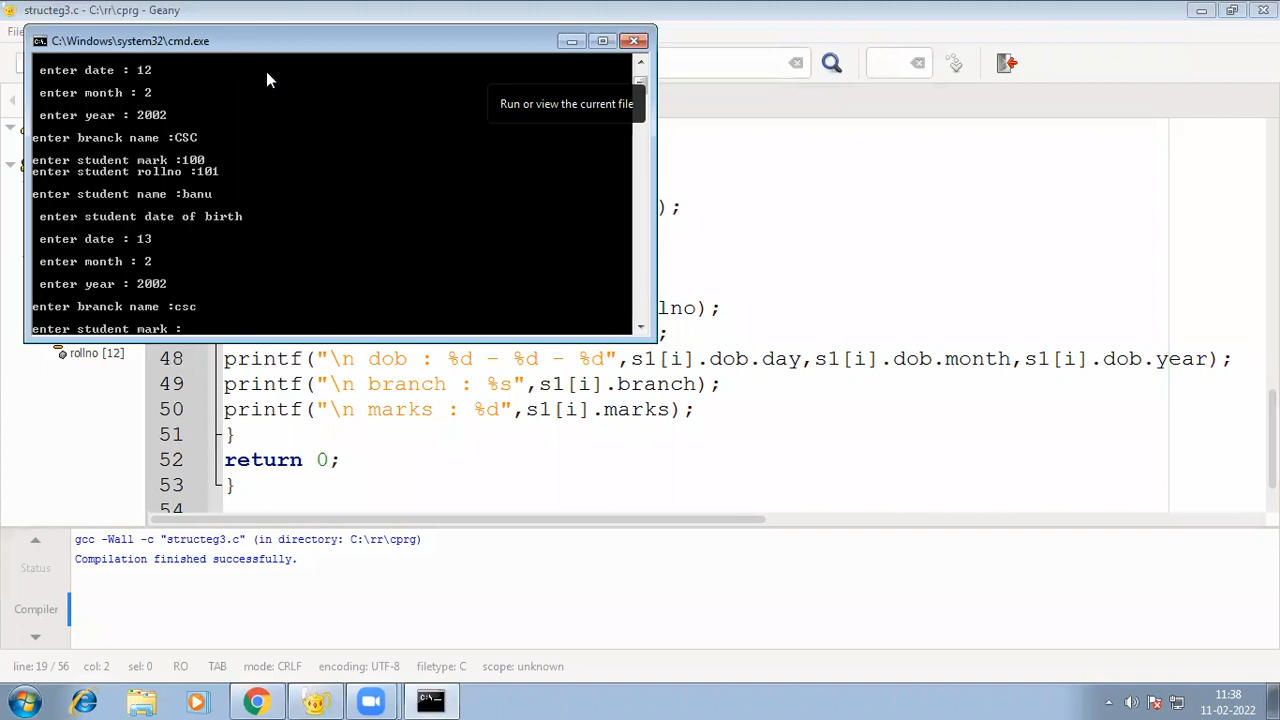 structeg3.c - C:\rr\cprg - Geany
C:\Windows\system32\cmd.exe
enter date : 12
enter month : 2
enter year : 2002
enter branck name :CSC
enter student mark :100
enter student rollno :101
enter student name :banu
enter student date of birth
enter date : 13
enter month : 2
enter year : 2002
enter branck name :csc
enter student mark :
Run or view the current file
);
lno);
;
rollno [12]
48 printf("\n dob : %d - %d - %d",s1[i].dob.day,s1[i].dob.month,s1[i].dob.year);
49 printf("\n branch : %s",s1[i].branch);
50 printf("\n marks : %d",s1[i].marks);
51 }
52 return 0;
53 }
54
Status
Compiler
gcc -Wall -c "structeg3.c" (in directory: C:\rr\cprg)
Compilation finished successfully.
line: 19 / 56 col: 2 sel: 0 RO TAB mode: CRLF encoding: UTF-8 filetype: C scope: unknown
11:38
11-02-2022